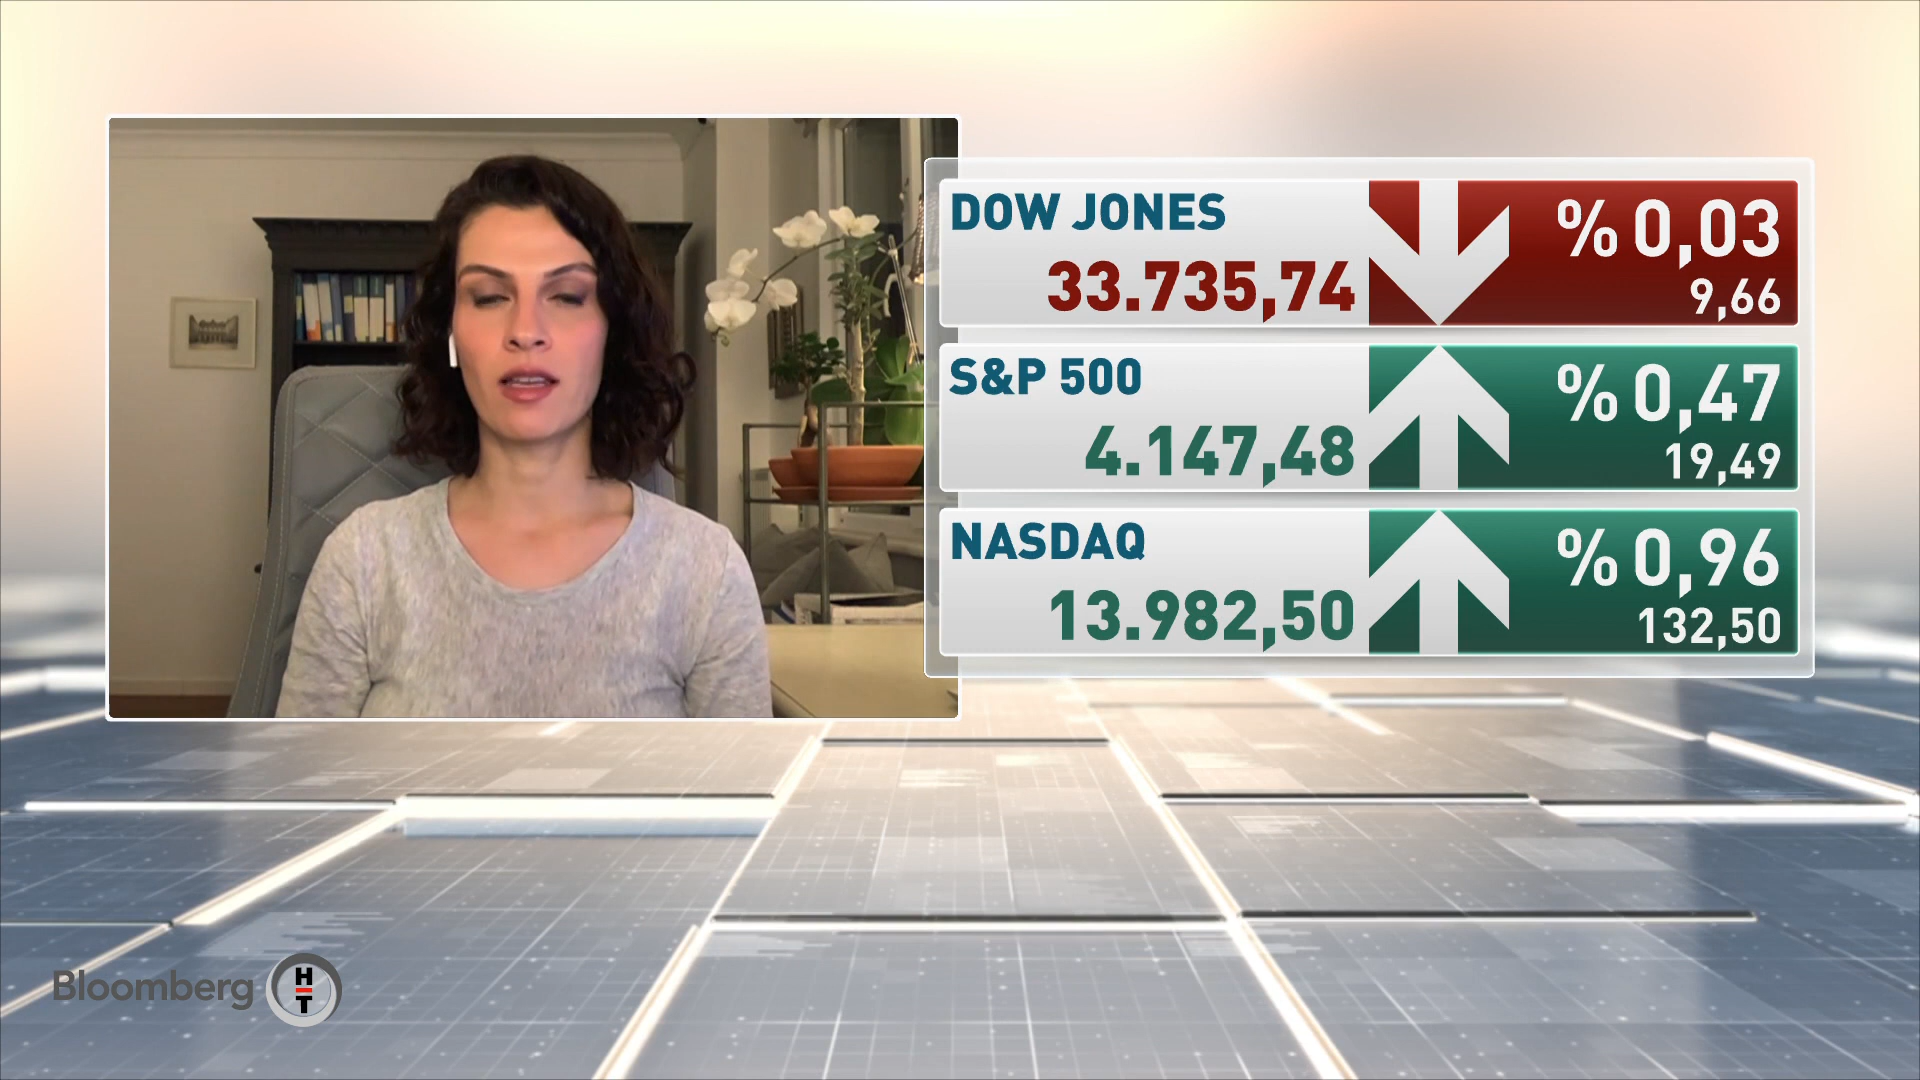 DOW JONES
33.735,74
% 0,03
9,66
S&P 500
4.147,48
% 0,47
19,49
NASDAQ
13.982,50
% 0,96
132,50
Bloomberg HT